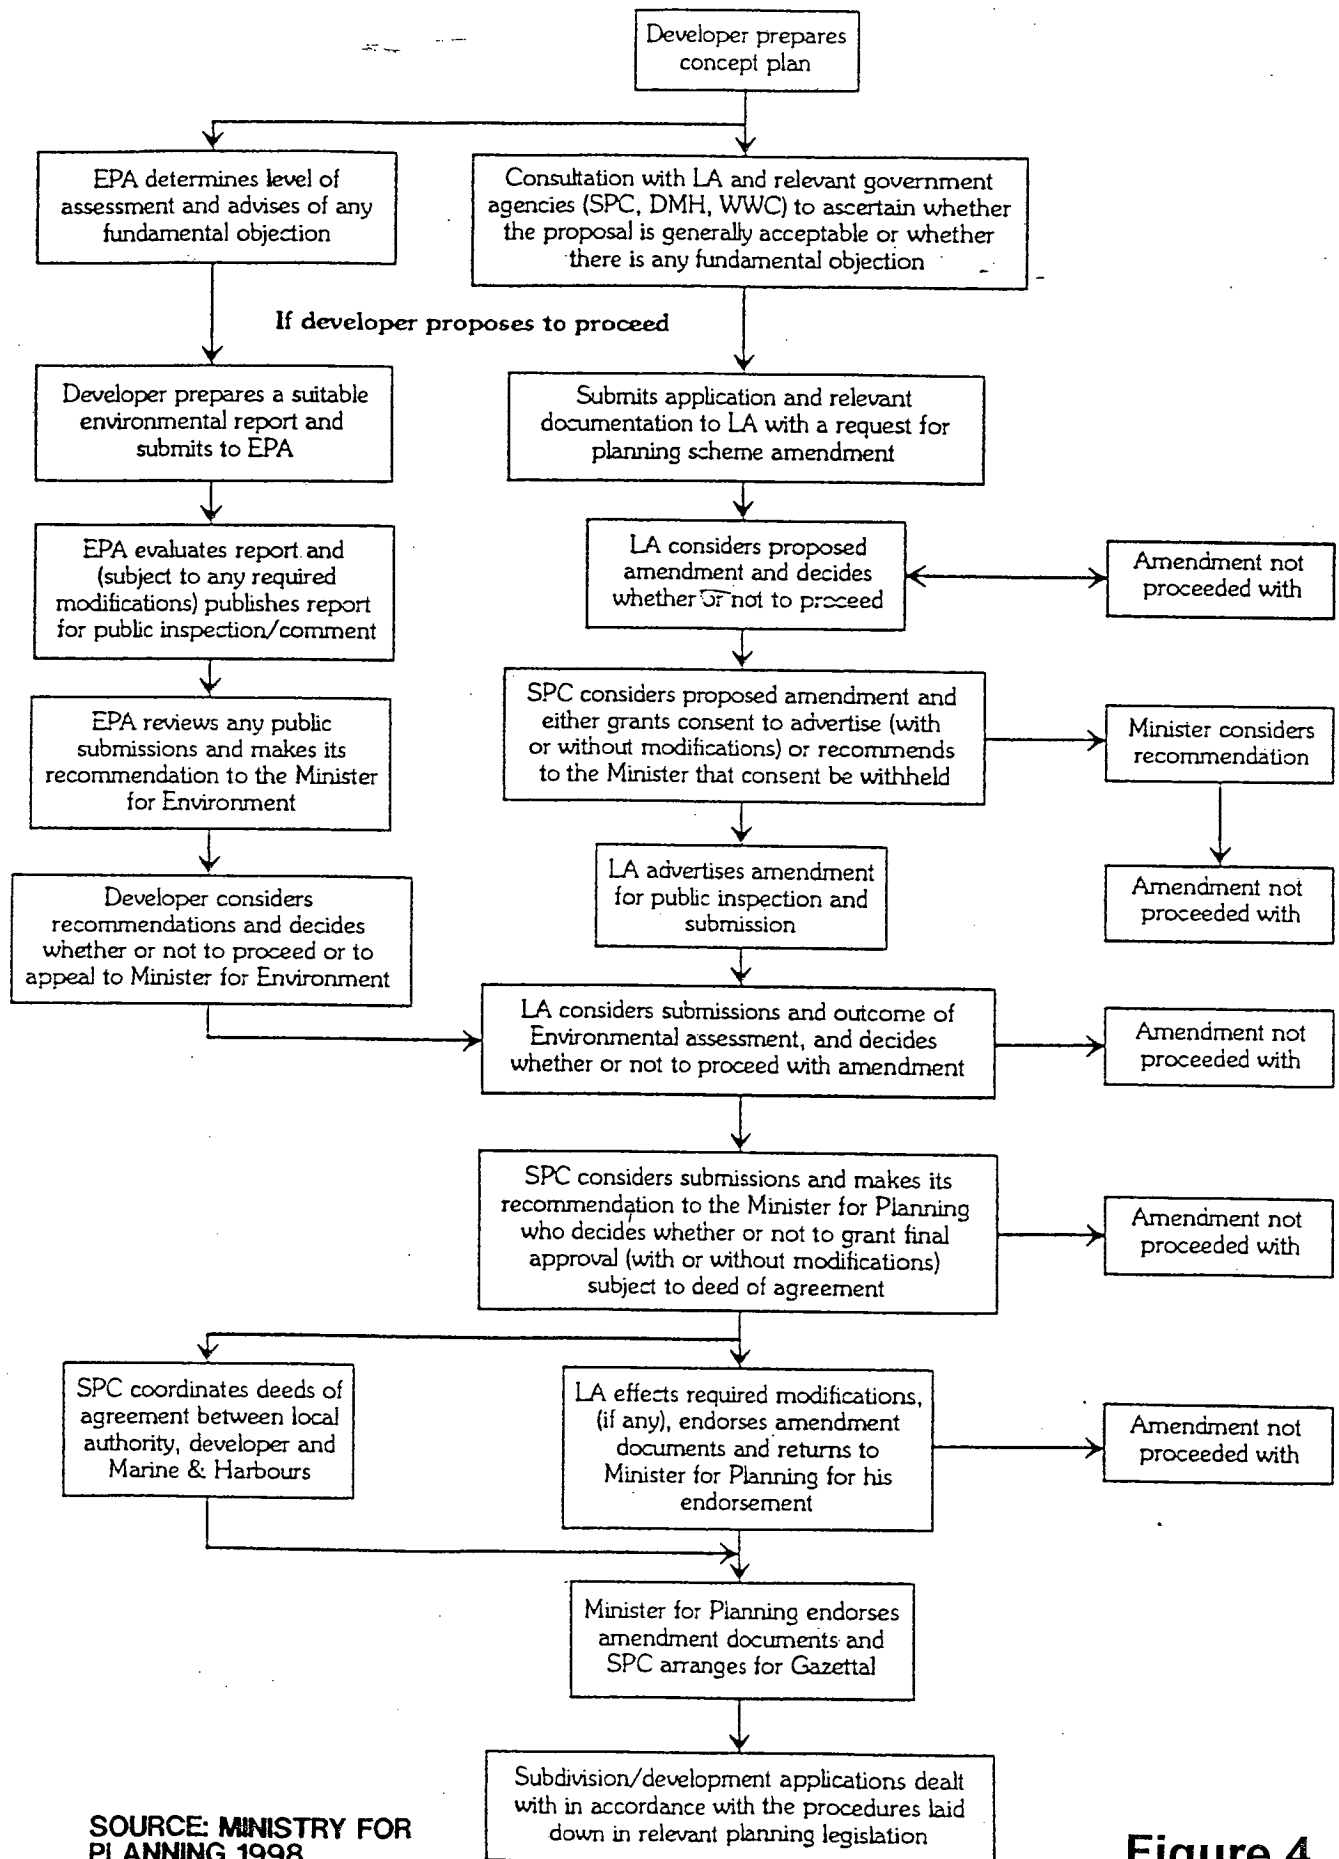 Developer prepares
concept plan
EPA determines level of
assessment and advises of any
fundamental objection
Consultation with LA and relevant government
agencies (SPC, DMH, WWC) to ascertain whether
the proposal is generally acceptable or whether
there is any fundamental objection
If developer proposes to proceed
Developer prepares a suitable
environmental report and
submits to EPA
Submits application and relevant
documentation to LA with a request for
planning scheme amendment
EPA evaluates report and
(subject to any required
modifications) publishes report
for public inspection/comment
LA considers proposed
amendment and decides
whether or not to proceed
Amendment not
proceeded with
EPA reviews any public
submissions and makes its
recommendation to the Minister
for Environment
SPC considers proposed amendment and
either grants consent to advertise (with
or without modifications) or recommends
to the Minister that consent be withheld
Minister considers
recommendation
Developer considers
recommendations and decides
whether or not to proceed or to
appeal to Minister for Environment
LA advertises amendment
for public inspection and
submission
Amendment not
proceeded with
LA considers submissions and outcome of
Environmental assessment, and decides
whether or not to proceed with amendment
Amendment not
proceeded with
SPC considers submissions and makes its
recommendation to the Minister for Planning
who decides whether or not to grant final
approval (with or without modifications)
subject to deed of agreement
Amendment not
proceeded with
SPC coordinates deeds of
agreement between local
authority, developer and
Marine & Harbours
LA effects required modifications,
(if any), endorses amendment
documents and returns to
Minister for Planning for his
endorsement
Amendment not
proceeded with
Minister for Planning endorses
amendment documents and
SPC arranges for Gazettal
Subdivision/development applications dealt
with in accordance with the procedures laid
down in relevant planning legislation
SOURCE: MINISTRY FOR
PLANNING 1998
Figure 4